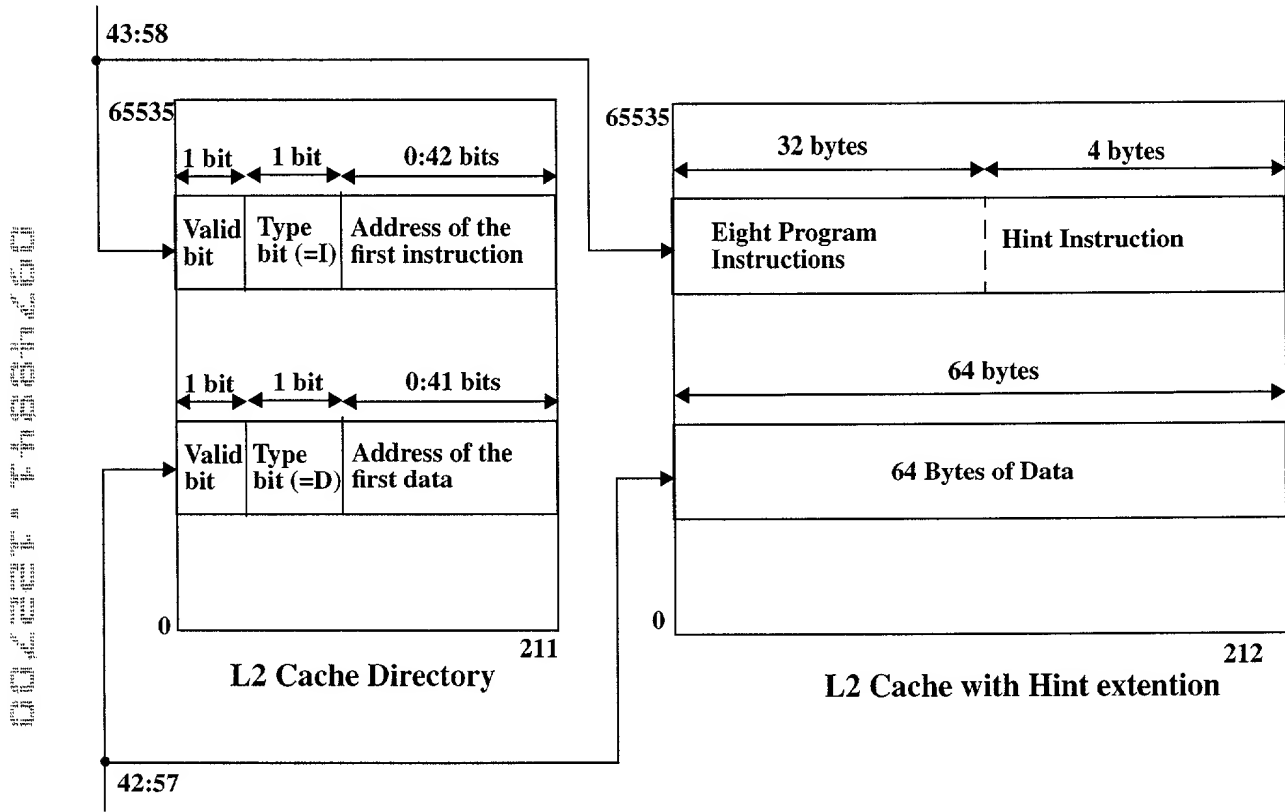 43:58
65535
1 bit 1 bit 0:42 bits
Valid bit
Type bit (=I)
Address of the first instruction
1 bit 1 bit 0:41 bits
Valid bit
Type bit (=D)
Address of the first data
0
211
L2 Cache Directory
65535
32 bytes 4 bytes
Eight Program Instructions
Hint Instruction
64 bytes
64 Bytes of Data
0
212
L2 Cache with Hint extention
42:57